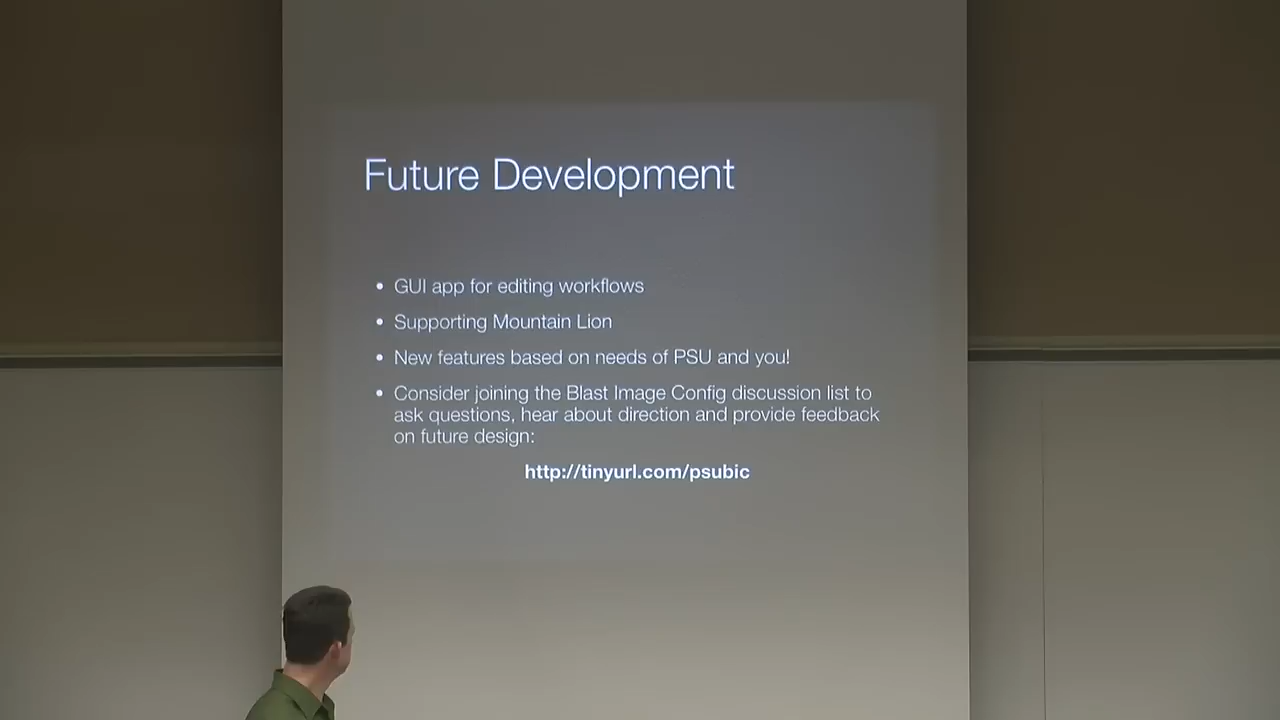 Future Development
• GUI app for editing workflows
• Supporting Mountain Lion
• New features based on needs of PSU and you!
• Consider joining the Blast Image Config discussion list to
ask questions, hear about direction and provide feedback
on future design:
http://tinyurl.com/psubic